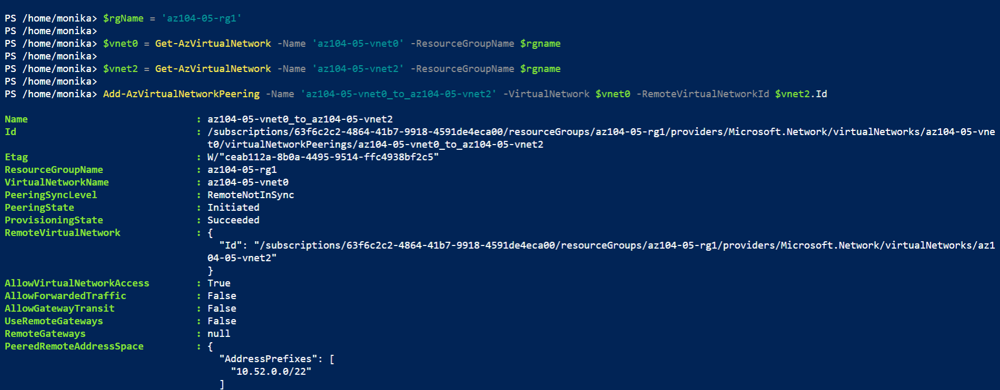 PS /home/monika> $rgName = 'az104-05-rg1'
PS /home/monika>
PS /home/monika> $vnet0 = Get-AzVirtualNetwork -Name 'az104-05-vnet0' -ResourceGroupName $rgname
PS /home/monika>
PS /home/monika> $vnet2 = Get-AzVirtualNetwork -Name 'az104-05-vnet2' -ResourceGroupName $rgname
PS /home/monika>
PS /home/monika> Add-AzVirtualNetworkPeering -Name 'az104-05-vnet0_to_az104-05-vnet2' -VirtualNetwork $vnet0 -RemoteVirtualNetworkId $vnet2.Id
Name : az104-05-vnet0_to_az104-05-vnet2
Id : /subscriptions/63f6c2c2-4864-41b7-9918-4591de4eca00/resourceGroups/az104-05-rg1/providers/Microsoft.Network/virtualNetworks/az104-05-vne
t0/virtualNetworkPeerings/az104-05-vnet0_to_az104-05-vnet2
Etag : W/"ceab112a-8b0a-4495-9514-ffc4938bf2c5"
ResourceGroupName : az104-05-rg1
VirtualNetworkName : az104-05-vnet0
PeeringSyncLevel : RemoteNotInSync
PeeringState : Initiated
ProvisioningState : Succeeded
RemoteVirtualNetwork : {
"Id": "/subscriptions/63f6c2c2-4864-41b7-9918-4591de4eca00/resourceGroups/az104-05-rg1/providers/Microsoft.Network/virtualNetworks/az1
04-05-vnet2"
}
AllowVirtualNetworkAccess : True
AllowForwardedTraffic : False
AllowGatewayTransit : False
UseRemoteGateways : False
RemoteGateways : null
PeeredRemoteAddressSpace : {
"AddressPrefixes": [
"10.52.0.0/22"
]